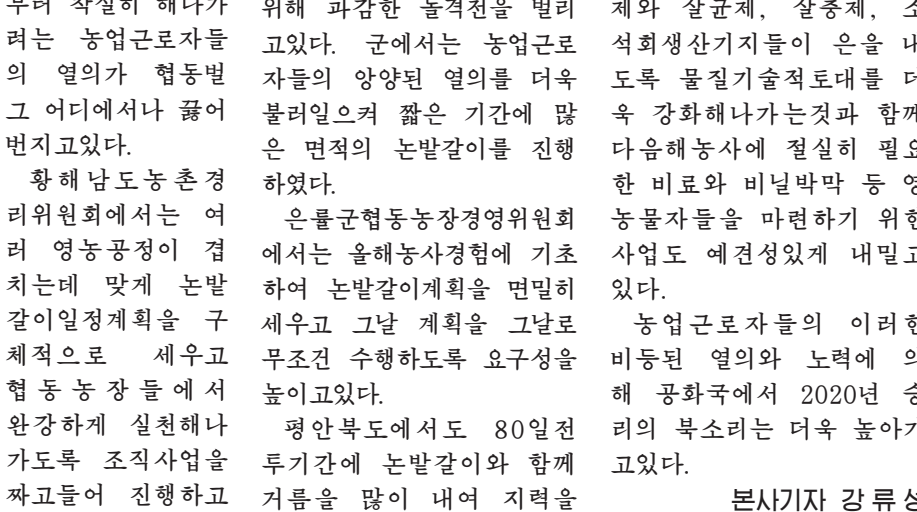 부터 착실히 해나가
려는 농업근로자들
의 열의가 협동벌
그 어디에서나 끓어
번지고있다.
황해남도농촌경
리위원회에서는 여
러 영농공정이 겹
치는데 맞게 논밭
갈이일정계획을 구
체적으로 세우고
협동농장들에서
완강하게 실천해나
가도록 조직사업을
짜고들어 진행하고
위해 과감한 돌격전을 벌리
고있다. 군에서는 농업근로
자들의 앙양된 열의를 더욱
불러일으켜 짧은 기간에 많
은 면적의 논밭갈이를 진행
하였다.
은률군협동농장경영위원회
에서는 올해농사경험에 기초
하여 논밭갈이계획을 면밀히
세우고 그날 계획을 그날로
무조건 수행하도록 요구성을
높이고있다.
평안북도에서도 80일전
투기간에 논밭갈이와 함께
거름을 많이 내여 지력을
제와 살균제, 살충제, 소
석회생산기지들이 은을 내
도록 물질기술적토대를 더
욱 강화해나가는것과 함께
다음해농사에 절실히 필요
한 비료와 비닐박막 등 영
농물자들을 마련하기 위한
사업도 예견성있게 내밀고
있다.
농업근로자들의 이러한
비등된 열의와 노력에 의
해 공화국에서 2020년 승
리의 북소리는 더욱 높아가
고있다.
본사기자 강류성